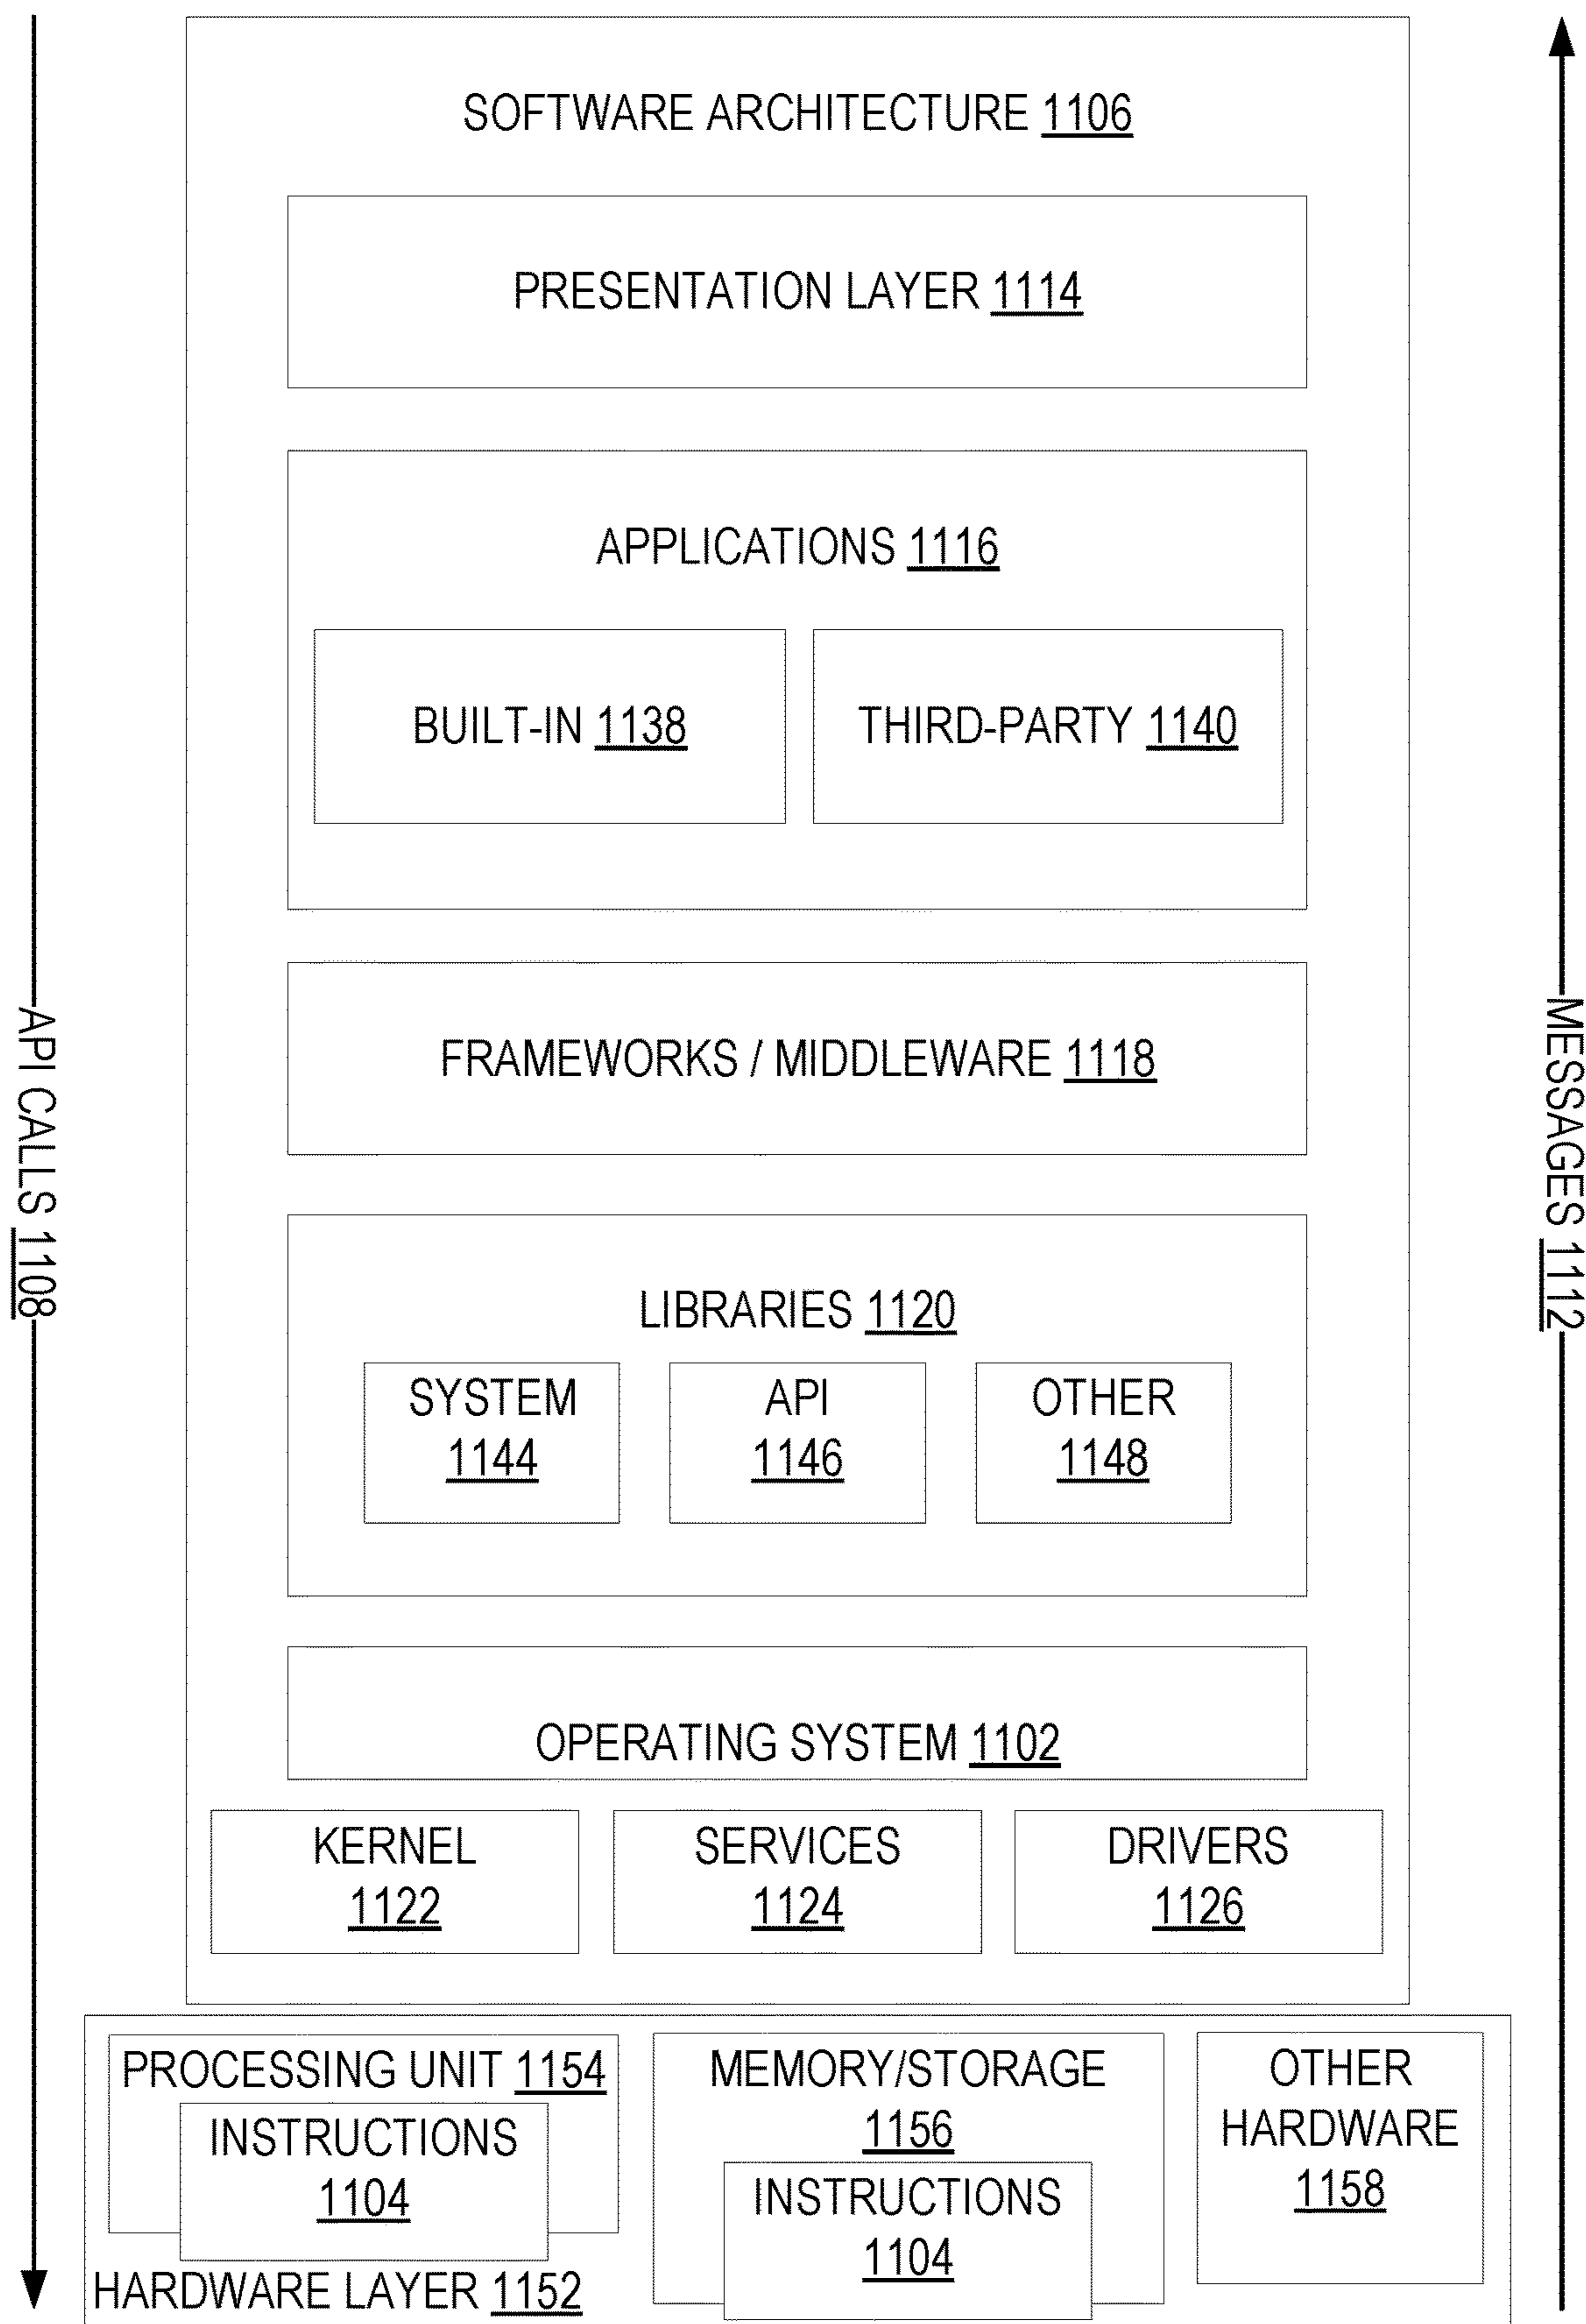 SOFTWARE ARCHITECTURE 1106
PRESENTATION LAYER 1114
APPLICATIONS 1116
BUILT-IN 1138
THIRD-PARTY 1140
FRAMEWORKS / MIDDLEWARE 1118
API CALLS 1108
MESSAGES 1112
LIBRARIES 1120
SYSTEM
1144
API
1146
OTHER
1148
OPERATING SYSTEM 1102
KERNEL
1122
SERVICES
1124
DRIVERS
1126
PROCESSING UNIT 1154
INSTRUCTIONS
1104
MEMORY/STORAGE
1156
INSTRUCTIONS
1104
OTHER
HARDWARE
1158
HARDWARE LAYER 1152